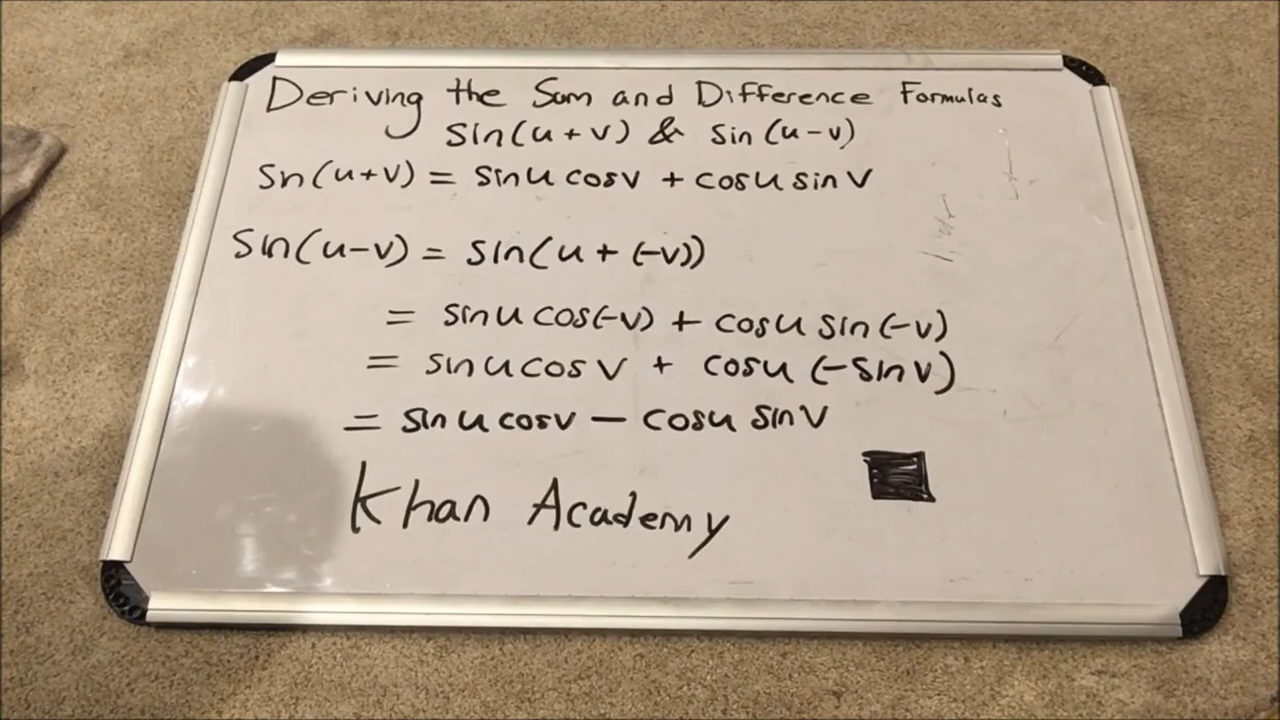 Deriving the Sum and Difference Formulas
sin(u+v) & sin(u-v)
sin(u+v) = sinu cosv + cosu sinv
sin(u-v) = sin(u + (-v))
= sinu cos(-v) + cosu sin(-v)
= sinu cosv + cosu (-sinv)
= sinu cosv - cosu sinv
Khan Academy